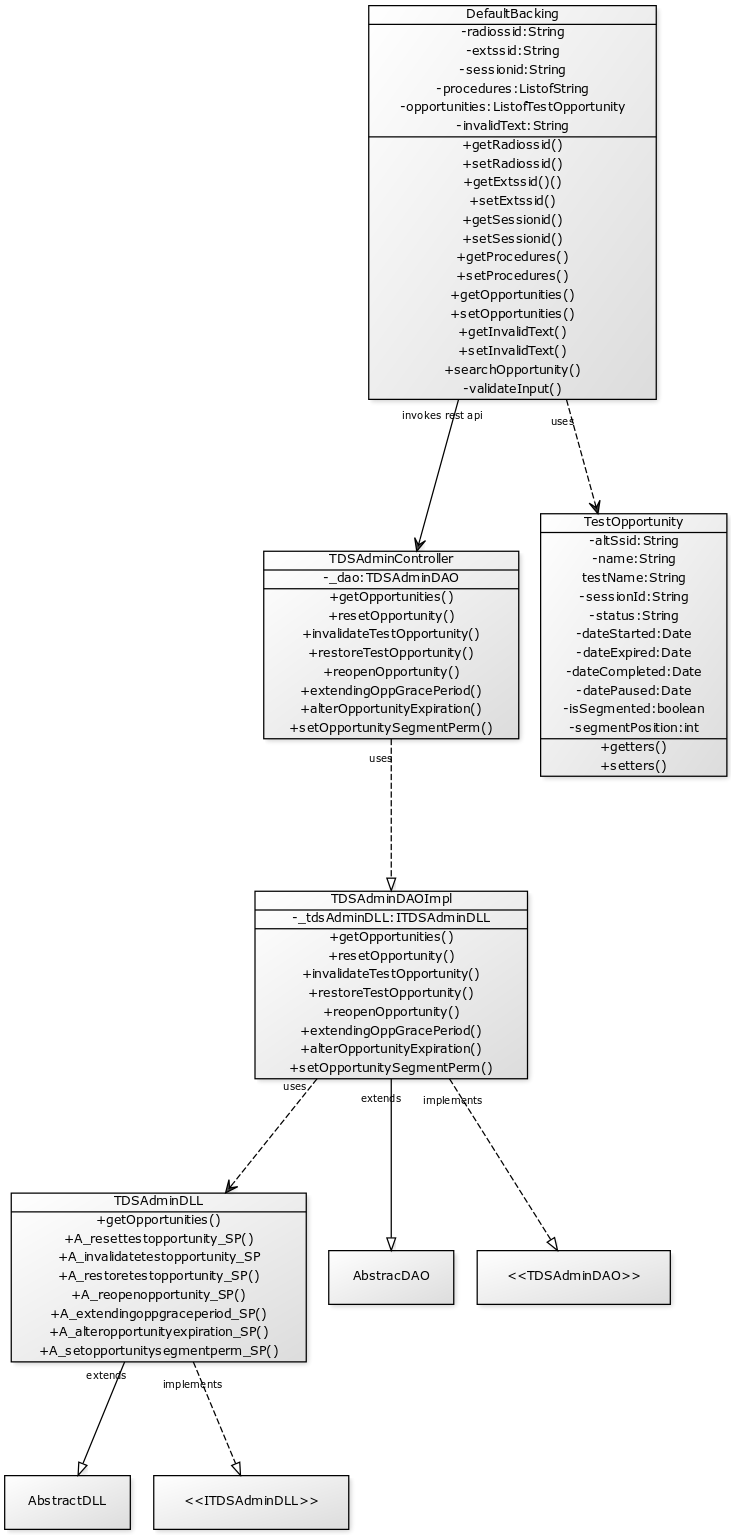 DefaultBacking
-radiossid:String
-extssid:String
-sessionid:String
-procedures:ListofString
-opportunities:ListofTestOpportunity
-invalidText:String
+getRadiossid()
+setRadiossid()
+getExtssid()()
+setExtssid()
+getSessionid()
+setSessionid()
+getProcedures()
+setProcedures()
+getOpportunities()
+setOpportunities()
+getInvalidText()
+setInvalidText()
+searchOpportunity()
-validateInput()
invokes rest api
uses
TestOpportunity
-altSsid:String
-name:String
testName:String
-sessionId:String
-status:String
-dateStarted:Date
-dateExpired:Date
-dateCompleted:Date
-datePaused:Date
-isSegmented:boolean
-segmentPosition:int
+getters()
+setters()
TDSAdminController
-_dao:TDSAdminDAO
+getOpportunities()
+resetOpportunity()
+invalidateTestOpportunity()
+restoreTestOpportunity()
+reopenOpportunity()
+extendingOppGracePeriod()
+alterOpportunityExpiration()
+setOpportunitySegmentPerm()
uses
TDSAdminDAOImpl
-_tdsAdminDLL:ITDSAdminDLL
+getOpportunities()
+resetOpportunity()
+invalidateTestOpportunity()
+restoreTestOpportunity()
+reopenOpportunity()
+extendingOppGracePeriod()
+alterOpportunityExpiration()
+setOpportunitySegmentPerm()
uses
extends
implements
TDSAdminDLL
+getOpportunities()
+A_resettestopportunity_SP()
+A_invalidatetestopportunity_SP
+A_restoretestopportunity_SP()
+A_reopenopportunity_SP()
+A_extendingoppgraceperiod_SP()
+A_alteropportunityexpiration_SP()
+A_setopportunitysegmentperm_SP()
AbstracDAO
<<TDSAdminDAO>>
extends
implements
AbstractDLL
<<ITDSAdminDLL>>